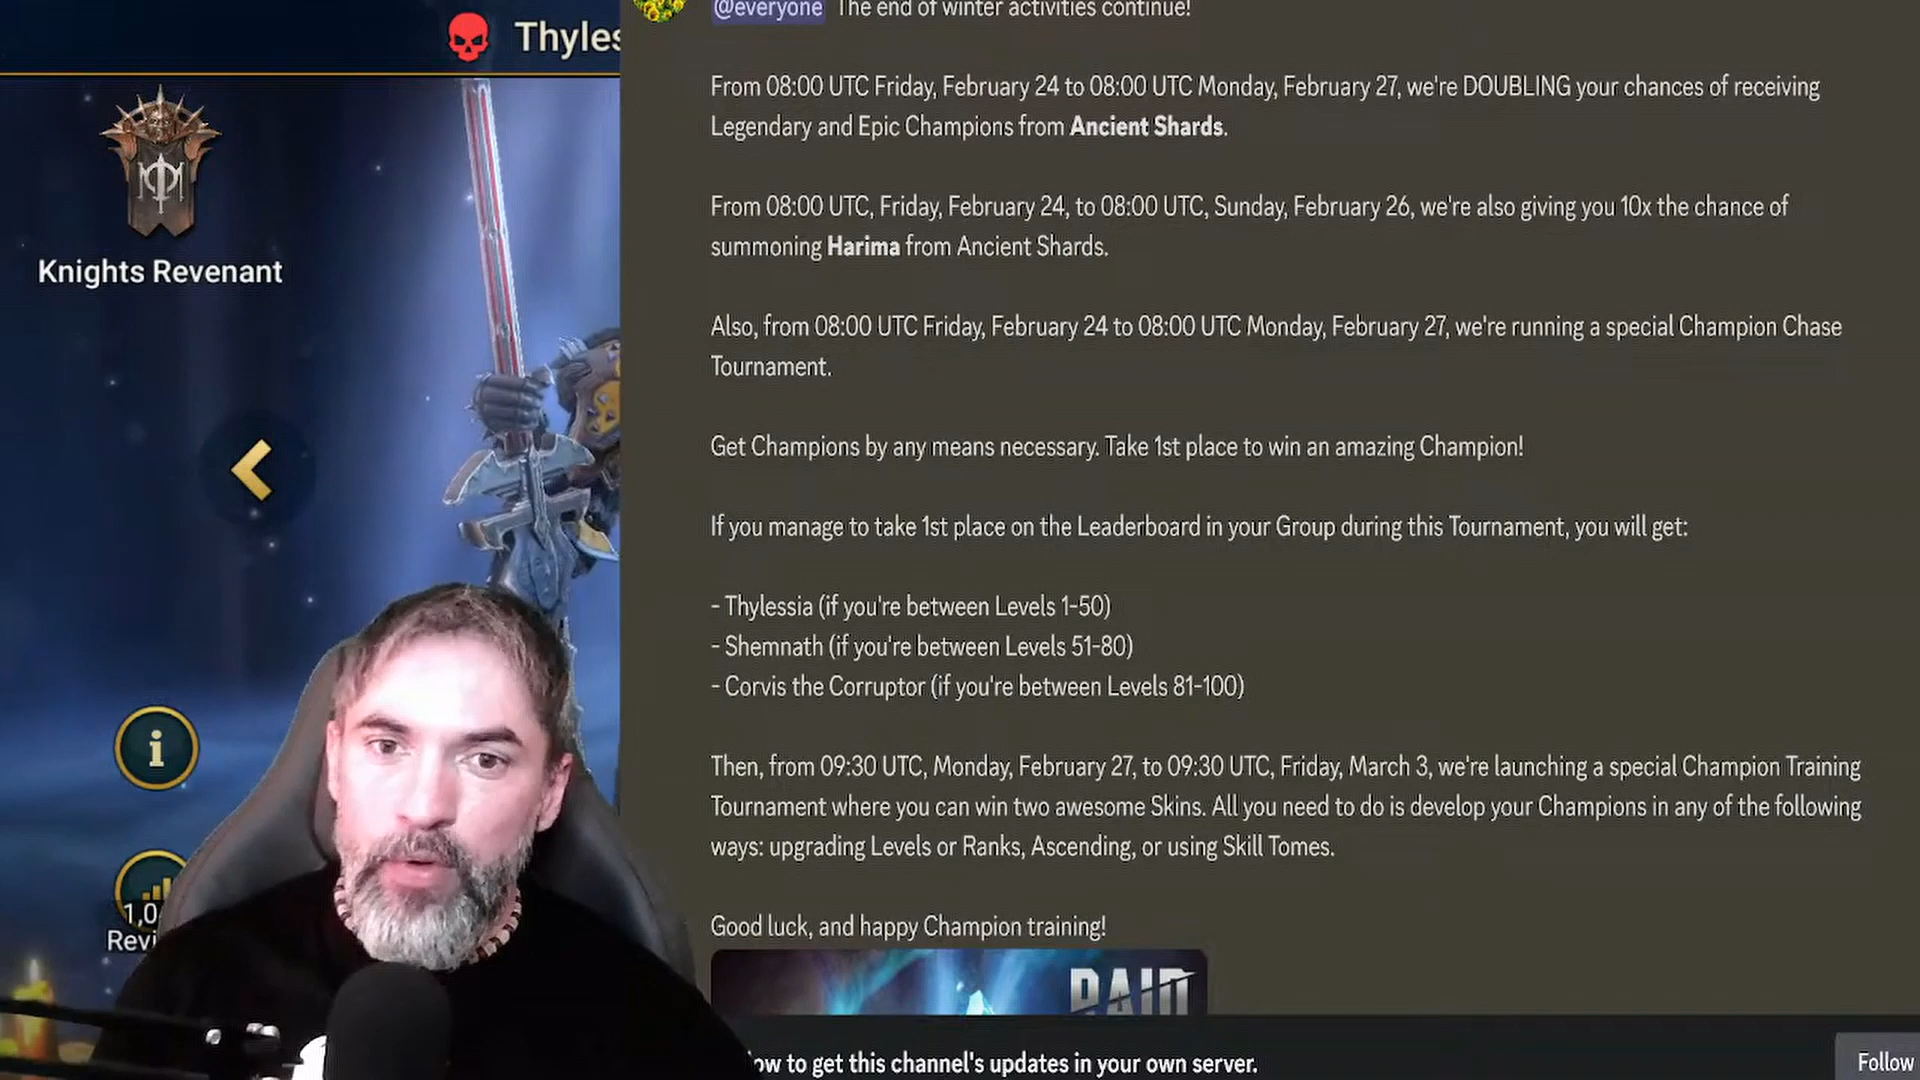 Thyles
Knights Revenant
1,0
Revi
@everyone The end of winter activities continue!
From 08:00 UTC Friday, February 24 to 08:00 UTC Monday, February 27, we're DOUBLING your chances of receiving
Legendary and Epic Champions from Ancient Shards.
From 08:00 UTC, Friday, February 24, to 08:00 UTC, Sunday, February 26, we're also giving you 10x the chance of
summoning Harima from Ancient Shards.
Also, from 08:00 UTC Friday, February 24 to 08:00 UTC Monday, February 27, we're running a special Champion Chase
Tournament.
Get Champions by any means necessary. Take 1st place to win an amazing Champion!
If you manage to take 1st place on the Leaderboard in your Group during this Tournament, you will get:
- Thylessia (if you're between Levels 1-50)
- Shemnath (if you're between Levels 51-80)
- Corvis the Corruptor (if you're between Levels 81-100)
Then, from 09:30 UTC, Monday, February 27, to 09:30 UTC, Friday, March 3, we're launching a special Champion Training
Tournament where you can win two awesome Skins. All you need to do is develop your Champions in any of the following
ways: upgrading Levels or Ranks, Ascending, or using Skill Tomes.
Good luck, and happy Champion training!
RAID
ow to get this channel's updates in your own server.
Follow